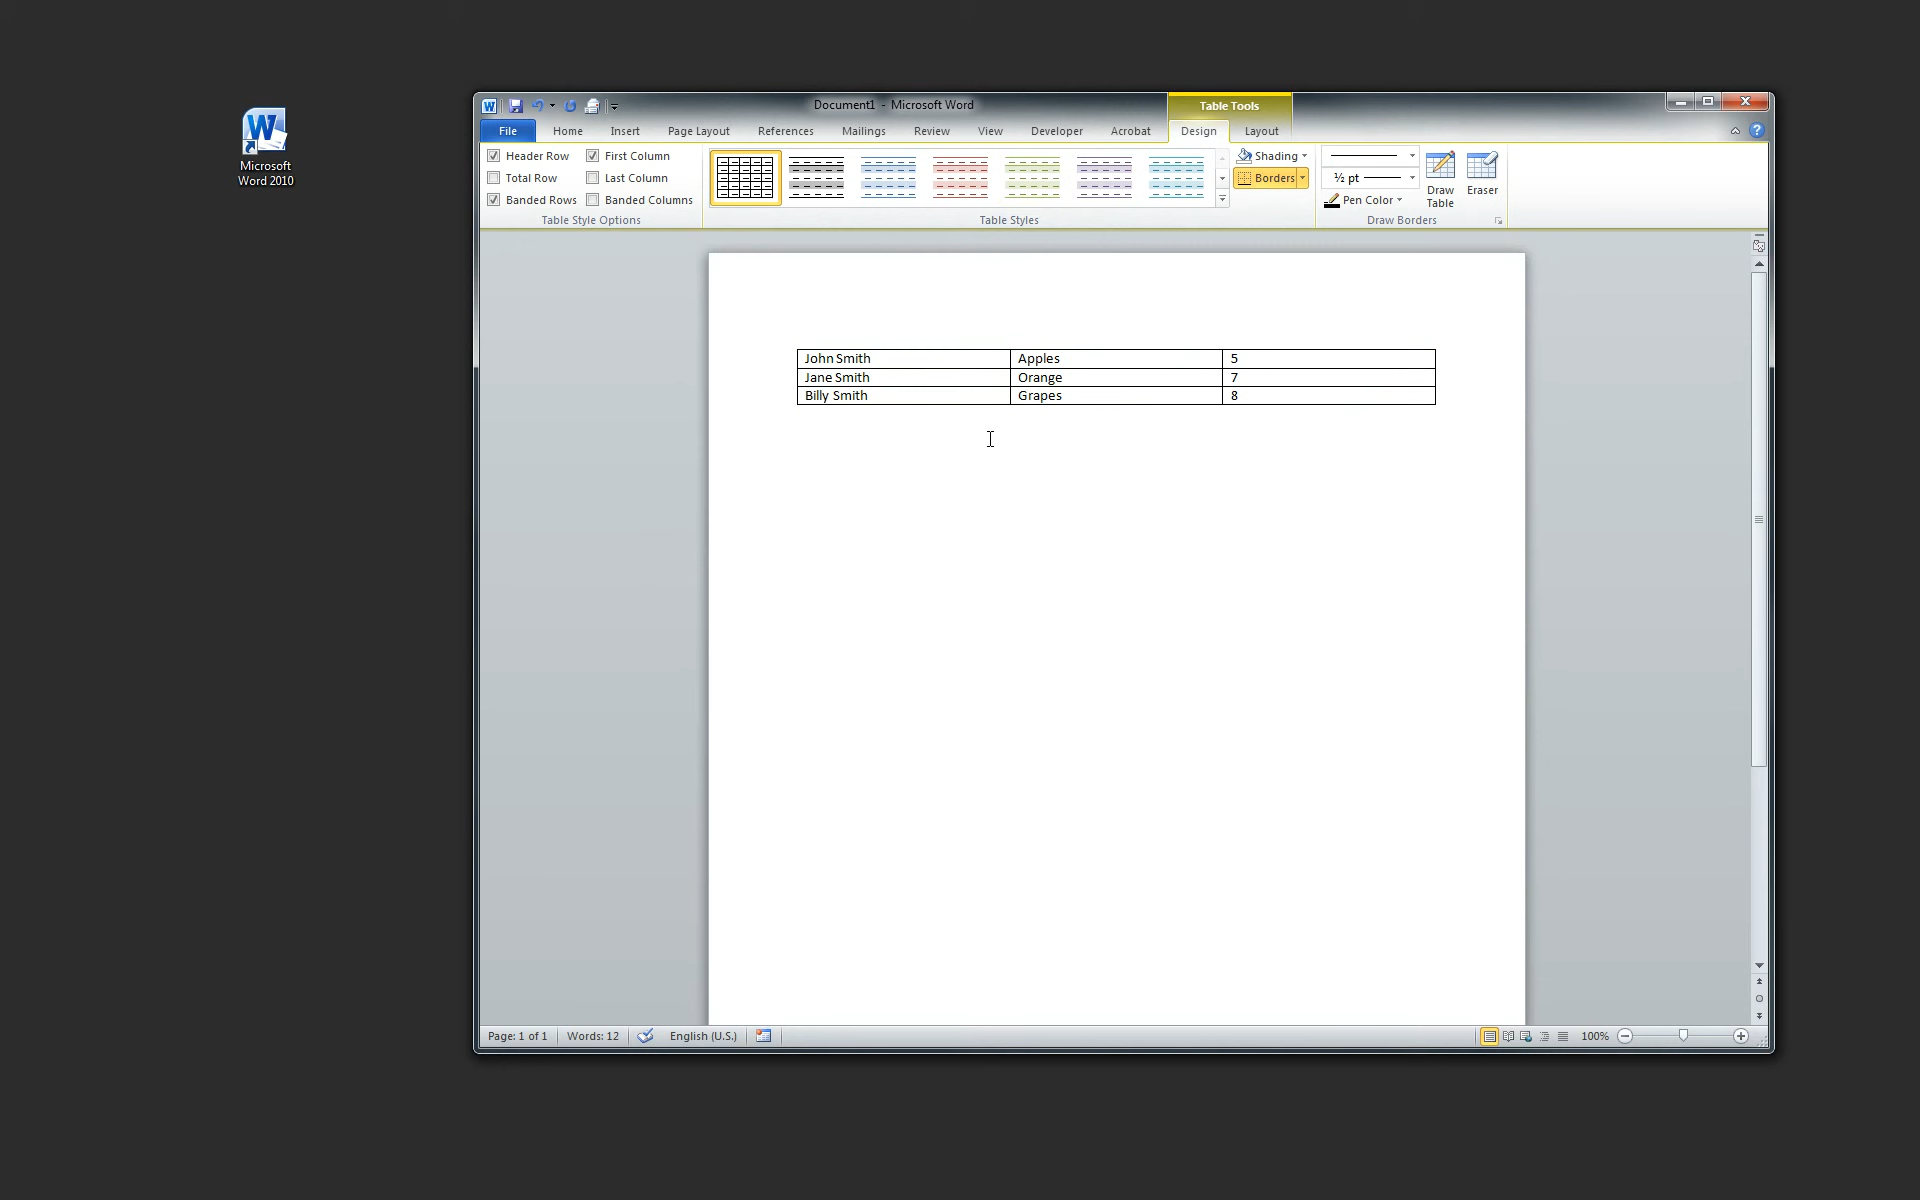 Document1 - Microsoft Word
Table Tools
Microsoft
Word 2010
File Home Insert Page Layout References Mailings Review View Developer Acrobat Design Layout
Header Row First Column
Total Row Last Column
Banded Rows Banded Columns
Table Style Options
Table Styles
Shading
Borders
½ pt
Pen Color
Draw
Table
Eraser
Draw Borders
John Smith Apples 5
Jane Smith Orange 7
Billy Smith Grapes 8
Page: 1 of 1 Words: 12 English (U.S.) 100%